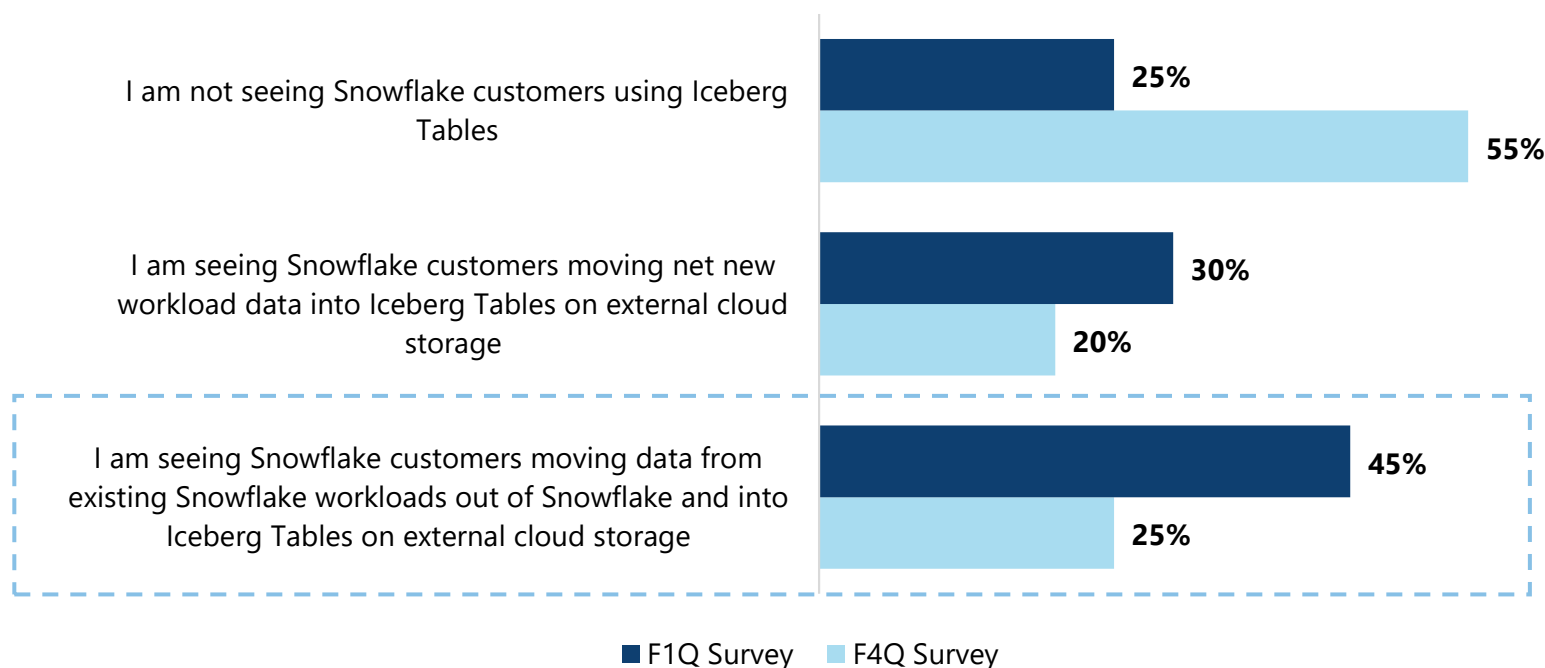 I am not seeing Snowflake customers using Iceberg
Tables
25%
55%
I am seeing Snowflake customers moving net new
workload data into Iceberg Tables on external cloud
storage
30%
20%
I am seeing Snowflake customers moving data from
existing Snowflake workloads out of Snowflake and into
Iceberg Tables on external cloud storage
45%
25%
F1Q Survey F4Q Survey